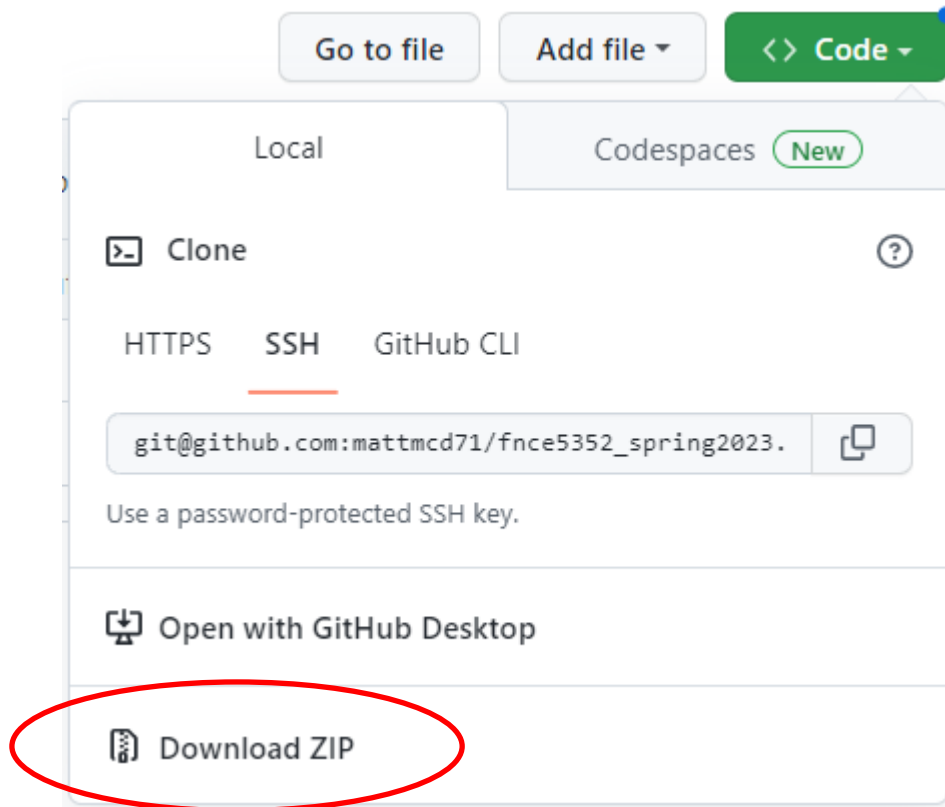 Go to file Add file <> Code
Local Codespaces New
Clone
HTTPS SSH GitHub CLI
git@github.com:mattmcd71/fnce5352_spring2023.
Use a password-protected SSH key.
Open with GitHub Desktop
Download ZIP